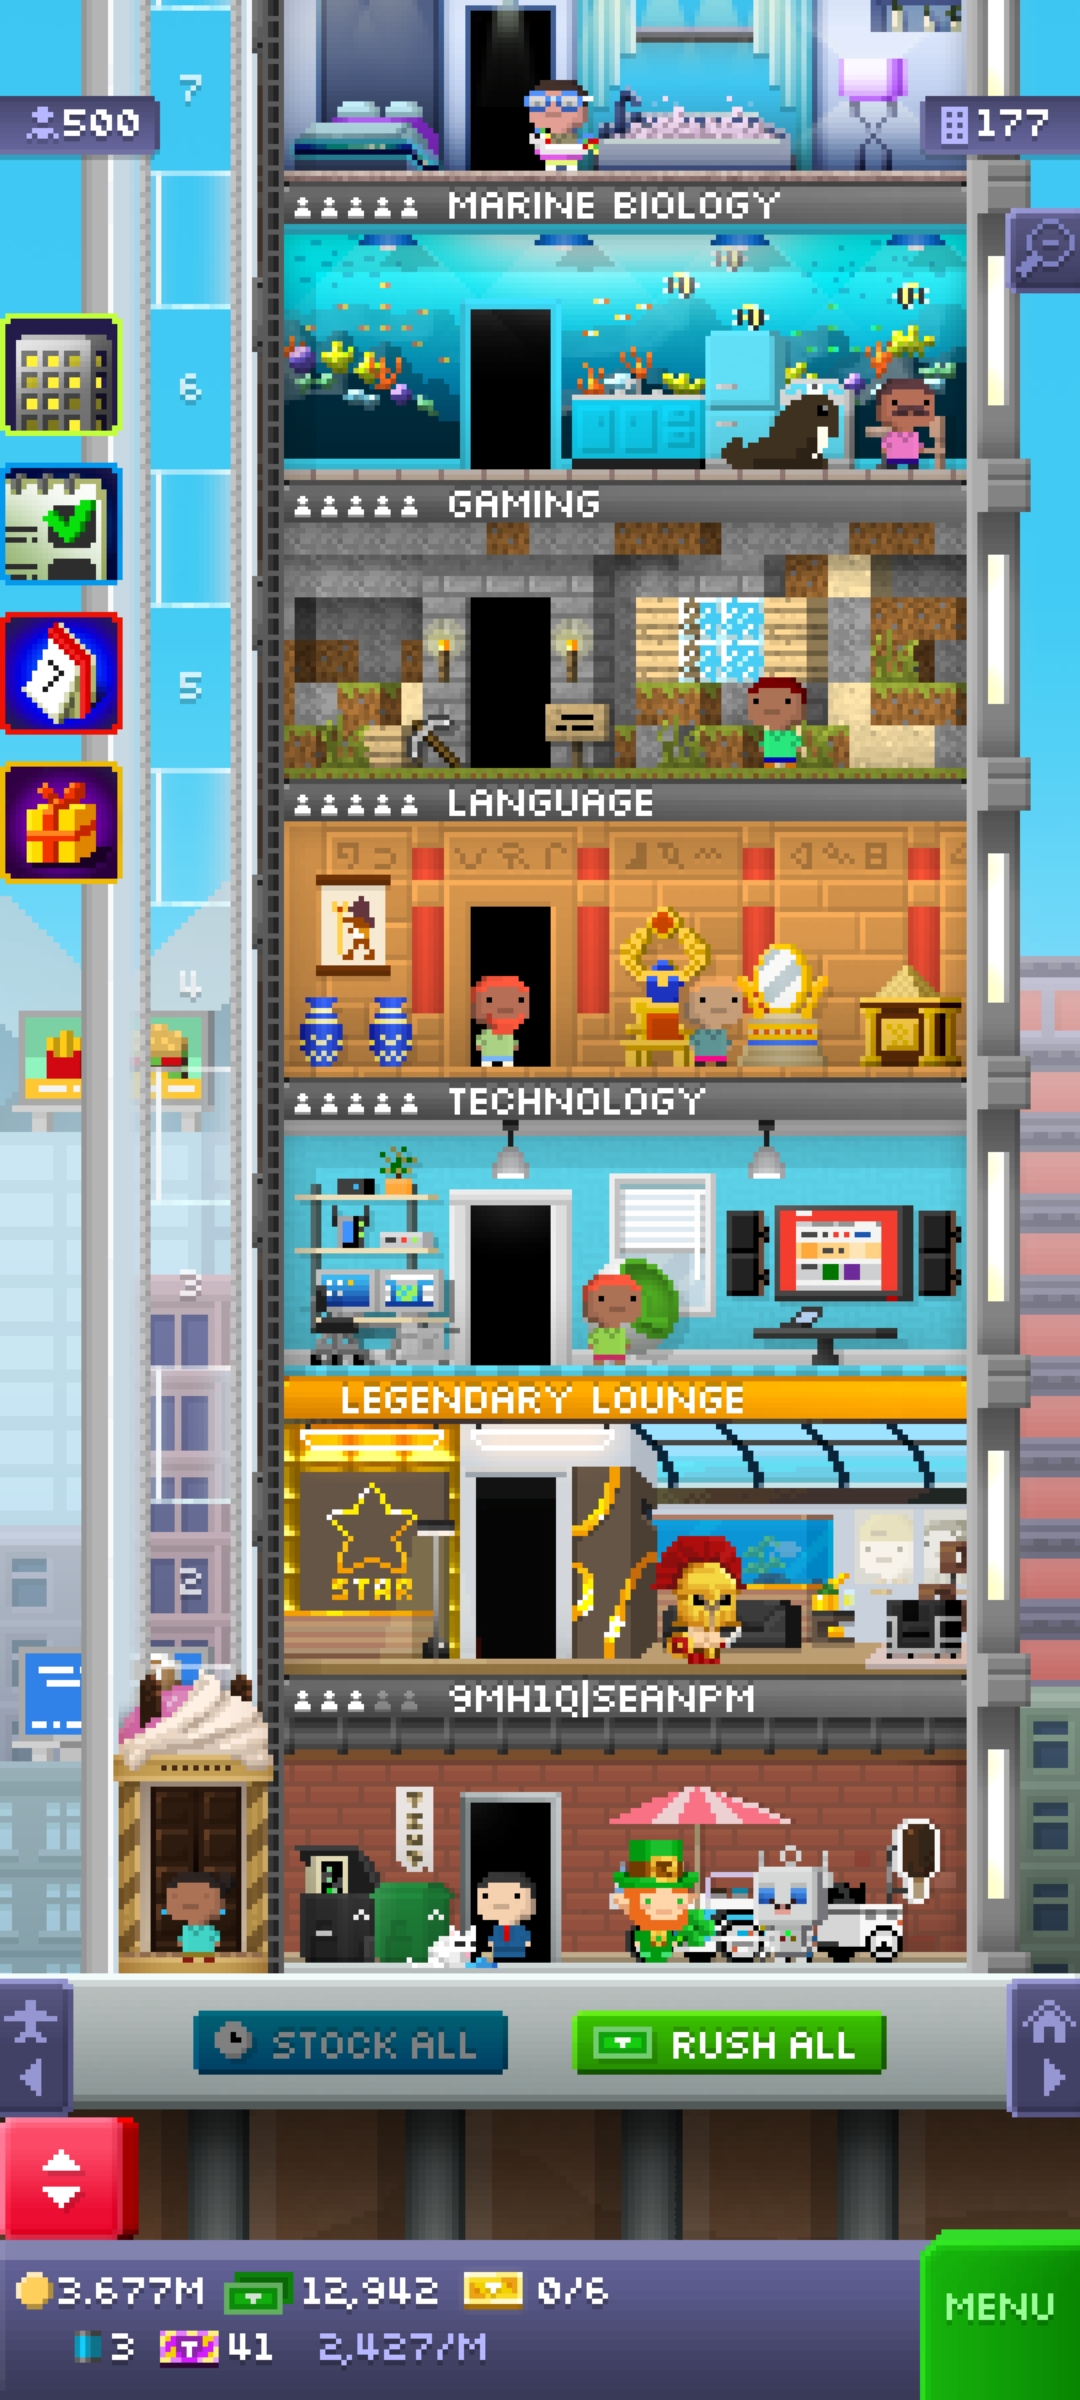 7
500
177
MARINE BIOLOGY
6
GAMING
5
7
LANGUAGE
4
TECHNOLOGY
3
LEGENDARY LOUNGE
STAR
2
9MH1Q|SEANPM
STOCK ALL
RUSH ALL
3.677M 12,942 0/6
MENU
3 T 41 2,427/M